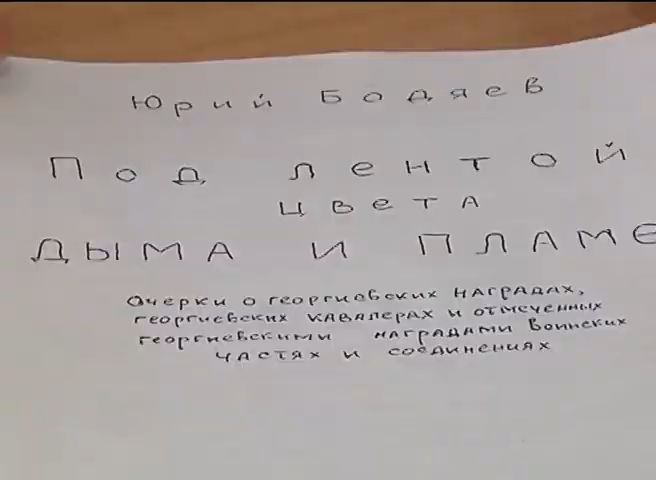 Юрий Бодяев
Под лентой
цвета
дыма и пламе
Очерки о георгиевских наградах,
георгиевских кавалерах и отмеченных
георгиевскими наградами воинских
частях и соединениях